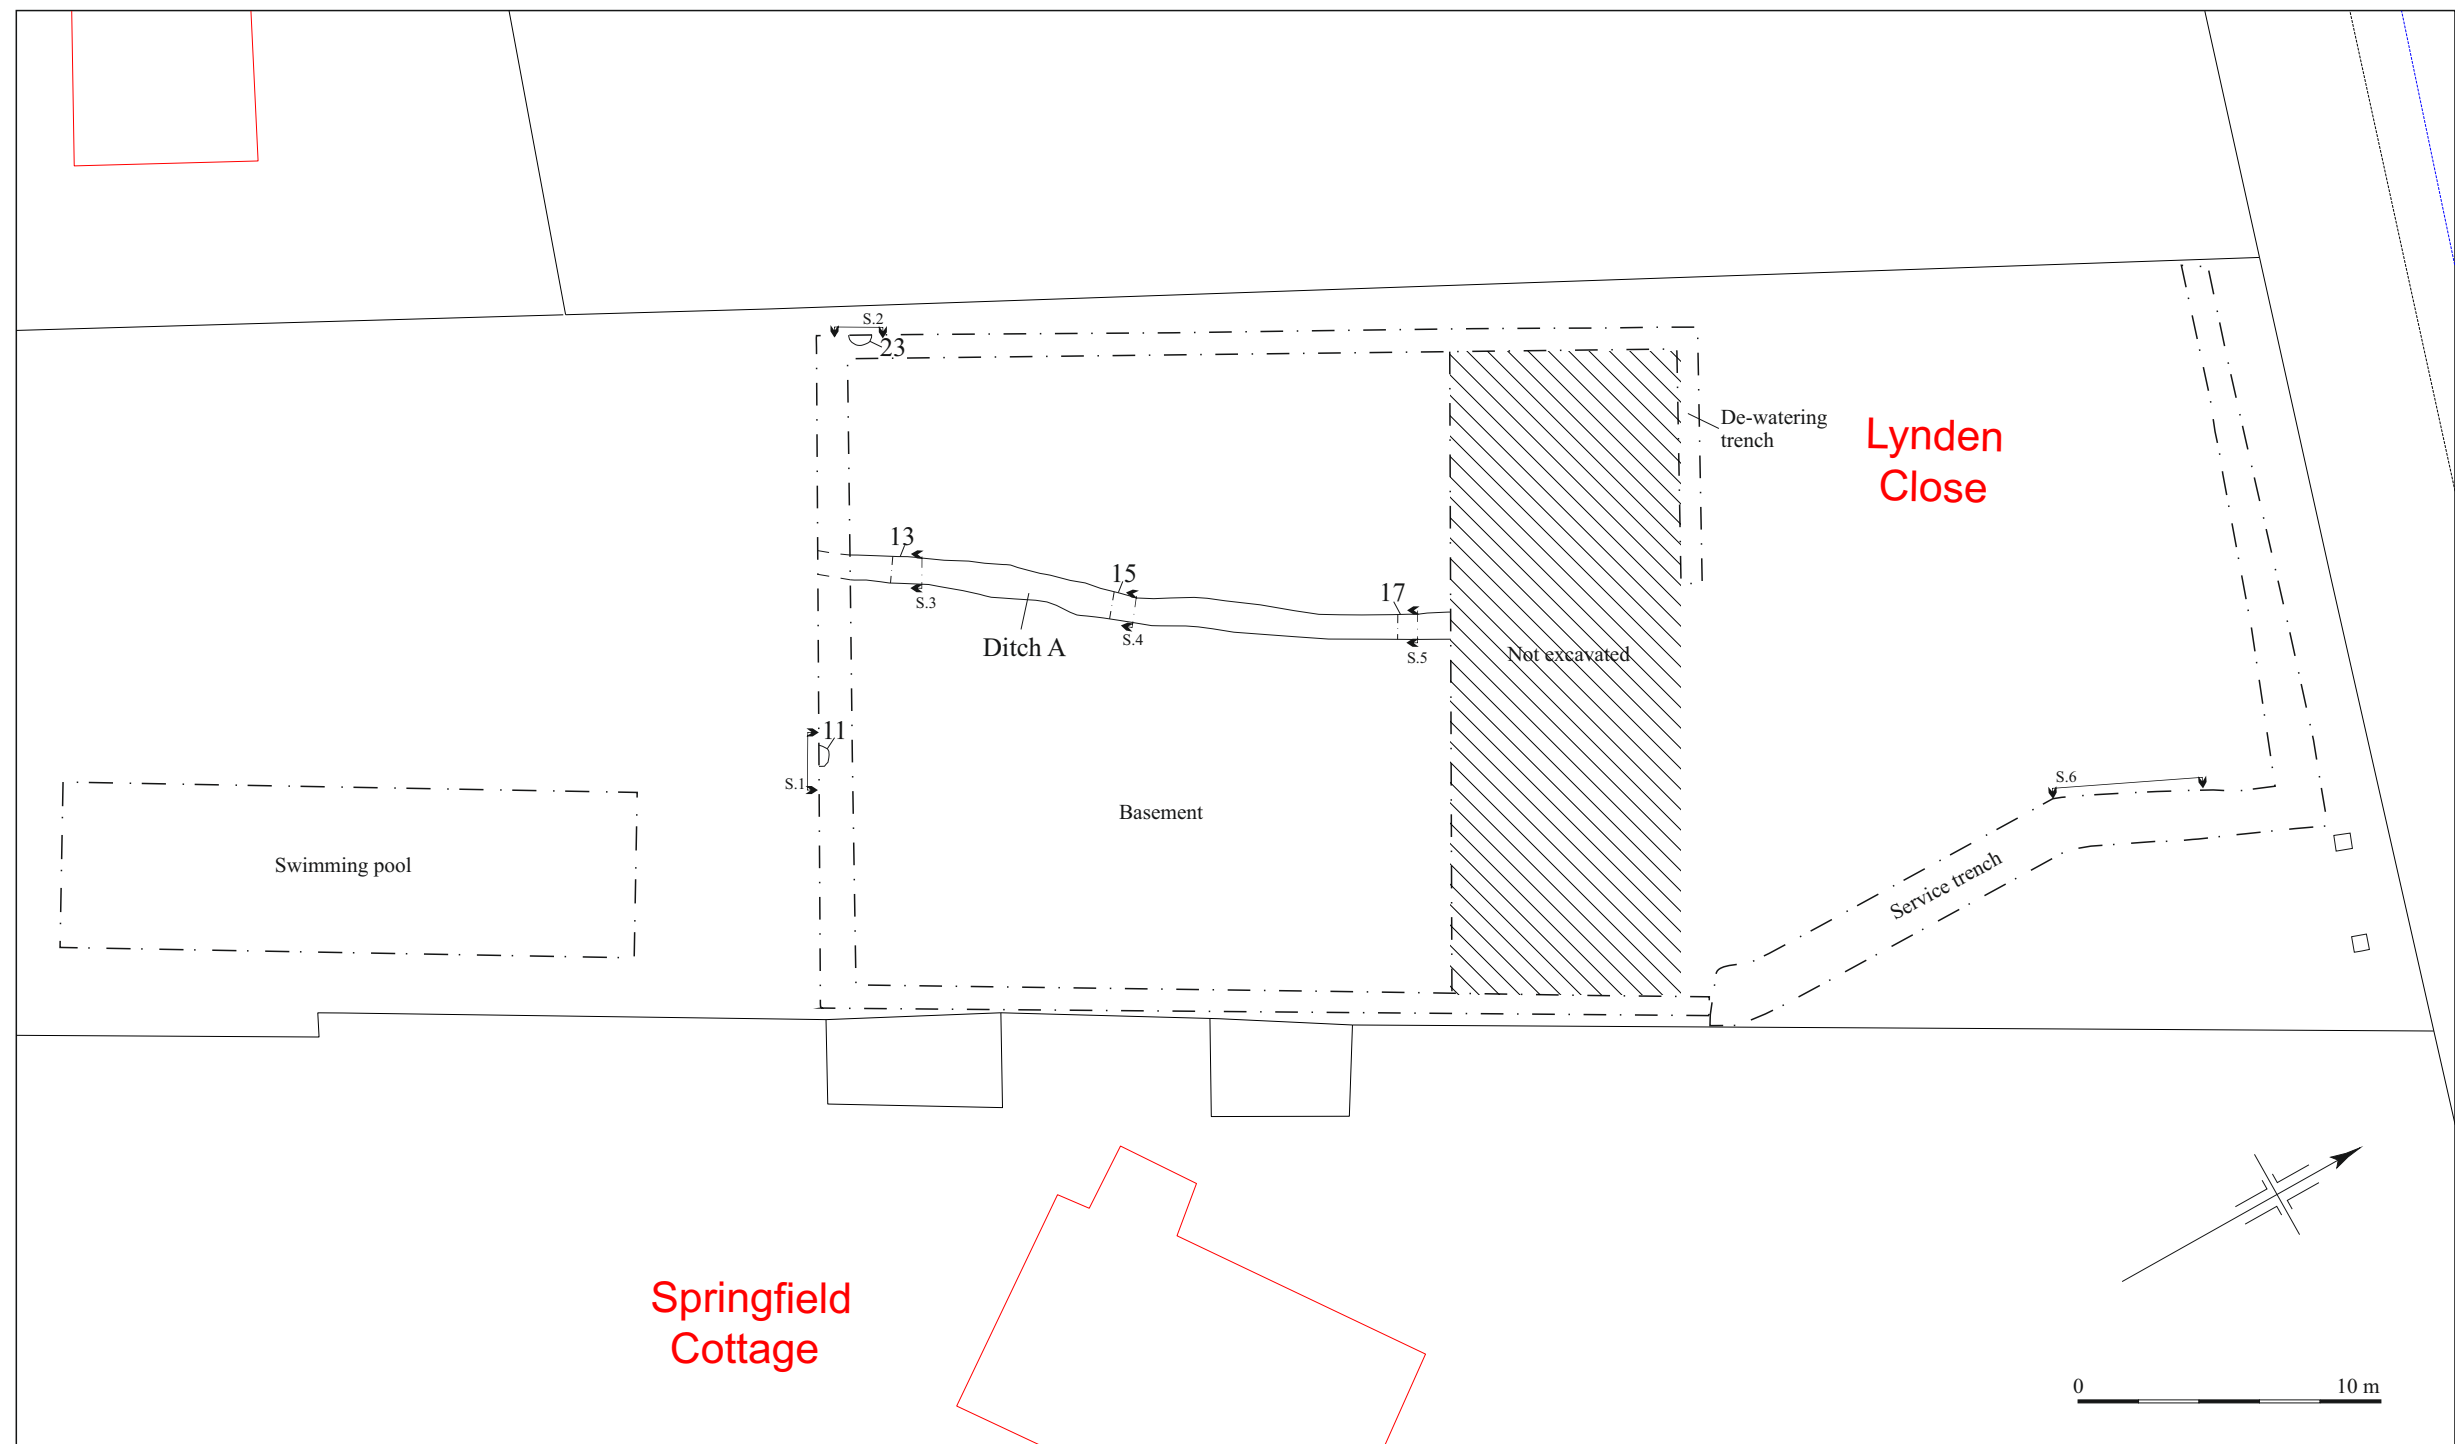 S.2
23
De-watering
trench
Lynden
Close
13
S.3
15
S.4
17
S.5
Ditch A
Not excavated
11
S.1
S.6
Basement
Swimming pool
Service trench
Springfield
Cottage
0
10 m